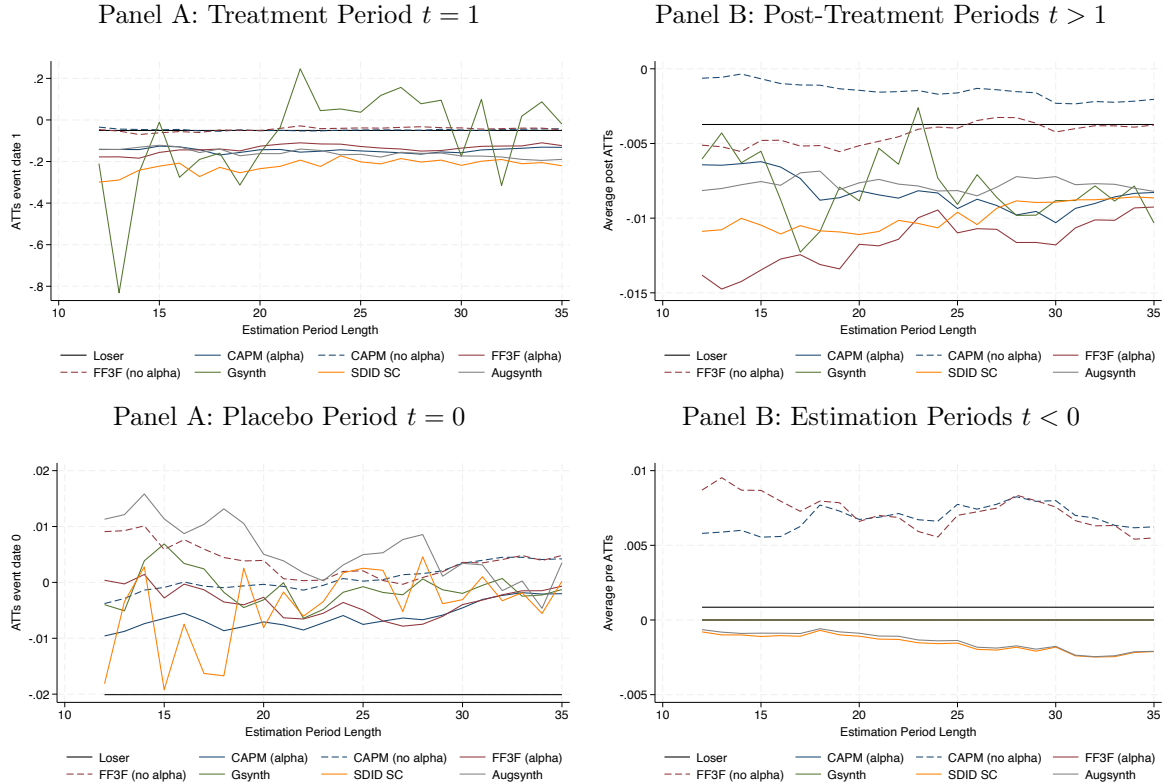 Panel A: Treatment Period t = 1
.2
0
-.2
-.4
-.6
-.8
ATTs event date 1
10 15 20 25 30 35
Estimation Period Length
Loser CAPM (alpha) CAPM (no alpha) FF3F (alpha)
FF3F (no alpha) Gsynth SDID SC Augsynth
Panel B: Post-Treatment Periods t > 1
0
-.005
-.01
-.015
Average post ATTs
10 15 20 25 30 35
Estimation Period Length
Loser CAPM (alpha) CAPM (no alpha) FF3F (alpha)
FF3F (no alpha) Gsynth SDID SC Augsynth
Panel A: Placebo Period t = 0
.02
.01
0
-.01
-.02
ATTs event date 0
10 15 20 25 30 35
Estimation Period Length
Loser CAPM (alpha) CAPM (no alpha) FF3F (alpha)
FF3F (no alpha) Gsynth SDID SC Augsynth
Panel B: Estimation Periods t < 0
.01
.005
0
-.005
Average pre ATTs
10 15 20 25 30 35
Estimation Period Length
Loser CAPM (alpha) CAPM (no alpha) FF3F (alpha)
FF3F (no alpha) Gsynth SDID SC Augsynth